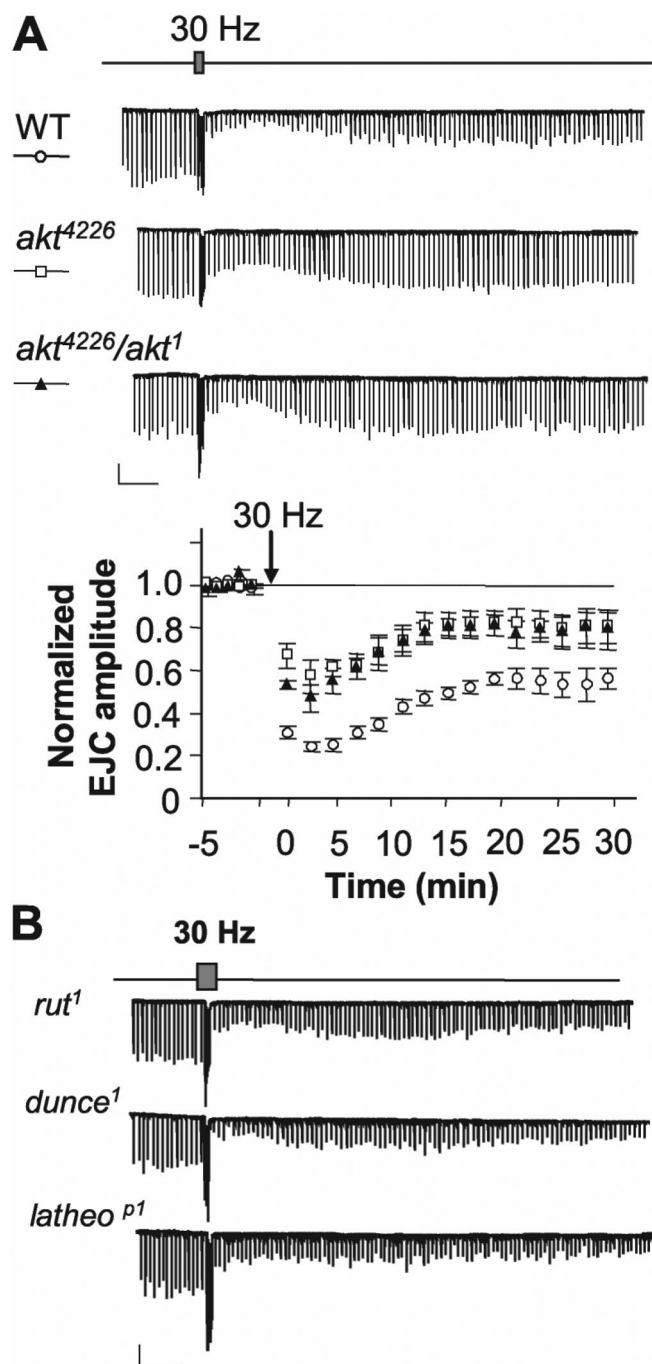 A
30 Hz
WT
akt4226
akt4226/akt1
30 Hz
Normalized
EJC amplitude
1.0
0.8
0.6
0.4
0.2
0
-5 0 5 10 15 20 25 30
Time (min)
B
30 Hz
rut1
dunce1
latheo p1